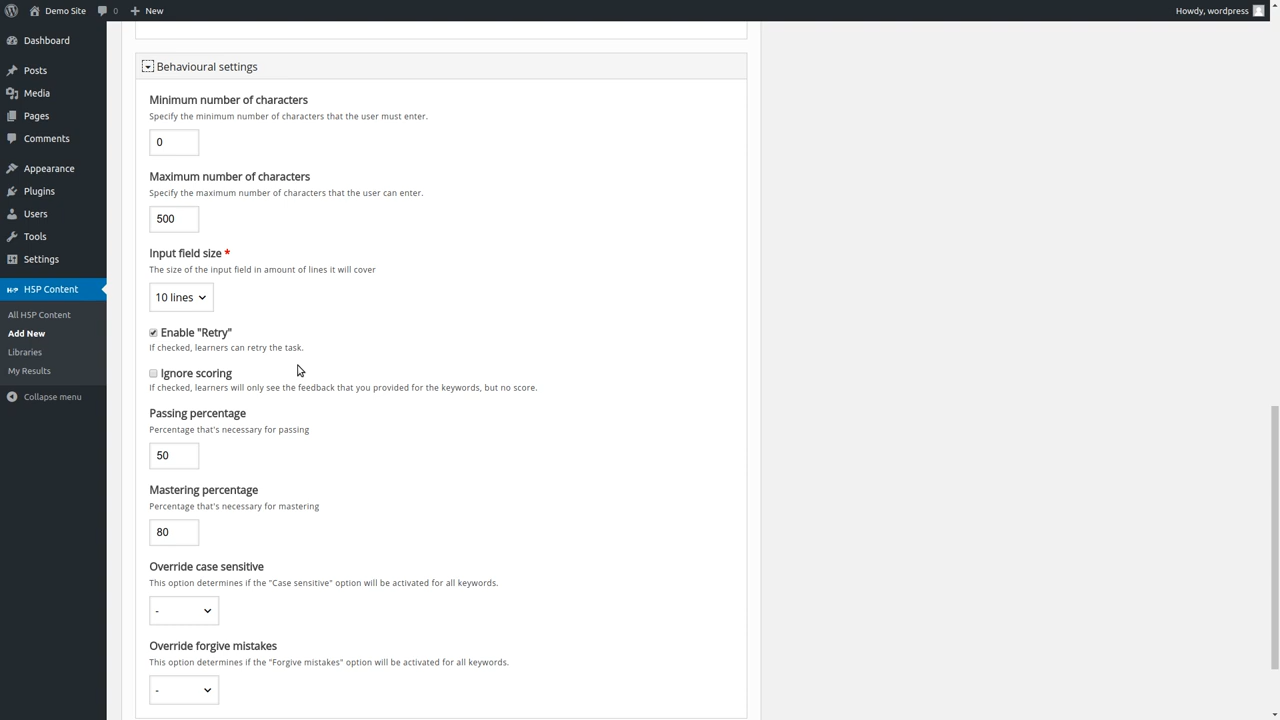 Demo Site
0
New
Howdy, wordpress
Dashboard
Posts
Media
Pages
Comments
Appearance
Plugins
Users
Tools
Settings
H5P Content
All H5P Content
Add New
Libraries
My Results
Collapse menu
Behavioural settings
Minimum number of characters
Specify the minimum number of characters that the user must enter.
0
Maximum number of characters
Specify the maximum number of characters that the user can enter.
500
Input field size *
The size of the input field in amount of lines it will cover
10 lines
Enable "Retry"
If checked, learners can retry the task.
Ignore scoring
If checked, learners will only see the feedback that you provided for the keywords, but no score.
Passing percentage
Percentage that's necessary for passing
50
Mastering percentage
Percentage that's necessary for mastering
80
Override case sensitive
This option determines if the "Case sensitive" option will be activated for all keywords.
-
Override forgive mistakes
This option determines if the "Forgive mistakes" option will be activated for all keywords.
-